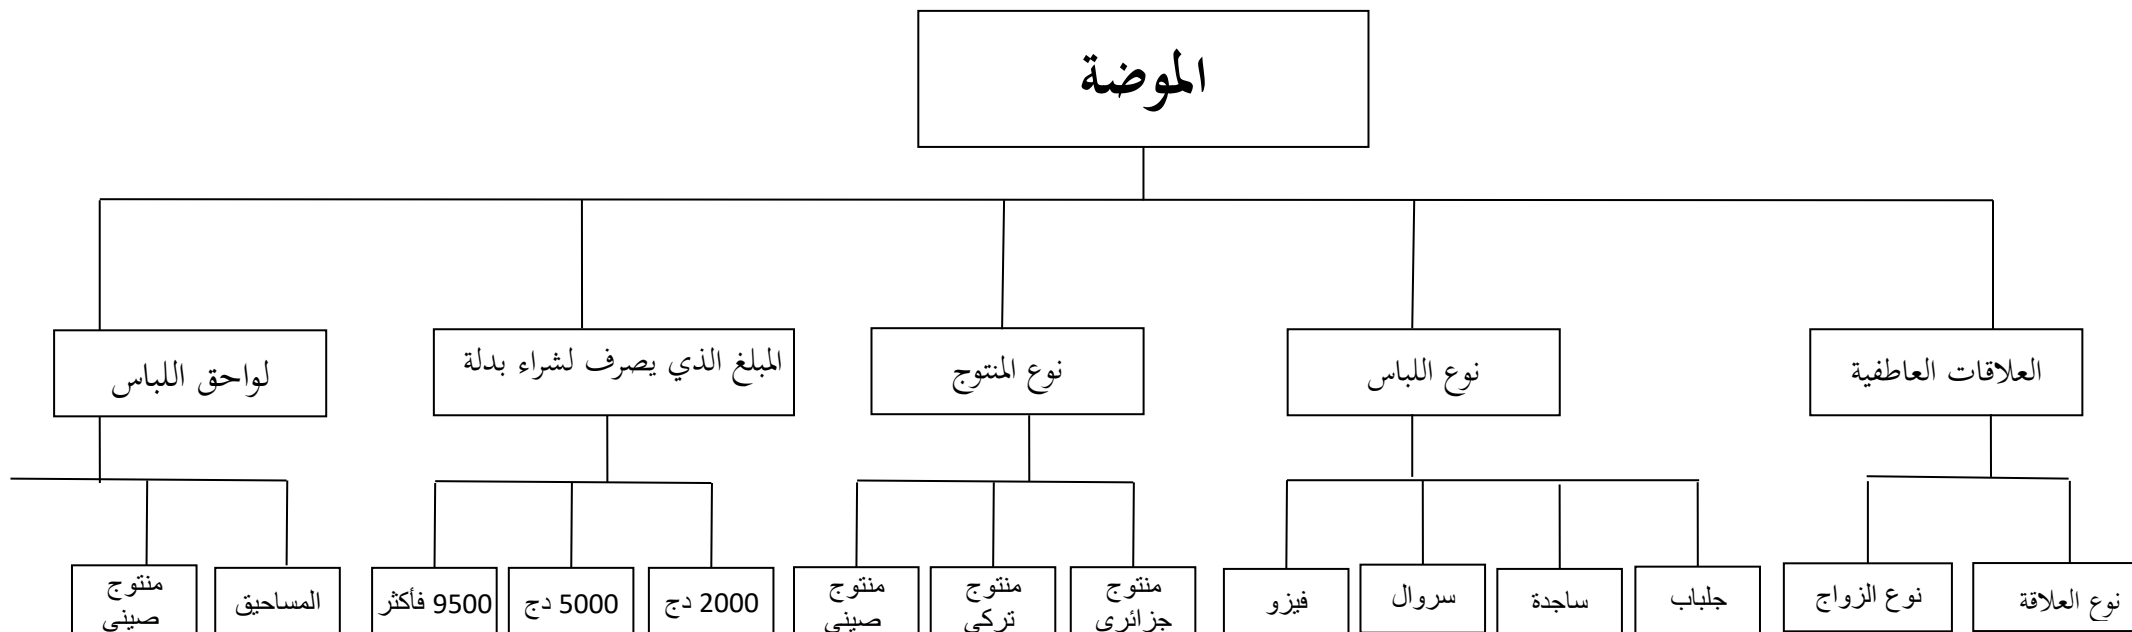 الموضة
العلاقات العاطفية
نوع اللباس
نوع المنتوج
المبلغ الذي يصرف لشراء بدلة
لواحق اللباس
نوع العلاقة
نوع الزواج
جلباب
ساجدة
سروال
فيزو
منتوج
جزائري
منتوج
تركي
منتوج
صيني
2000 دج
5000 دج
9500 فأكثر
المساحيق
منتوج
صيني